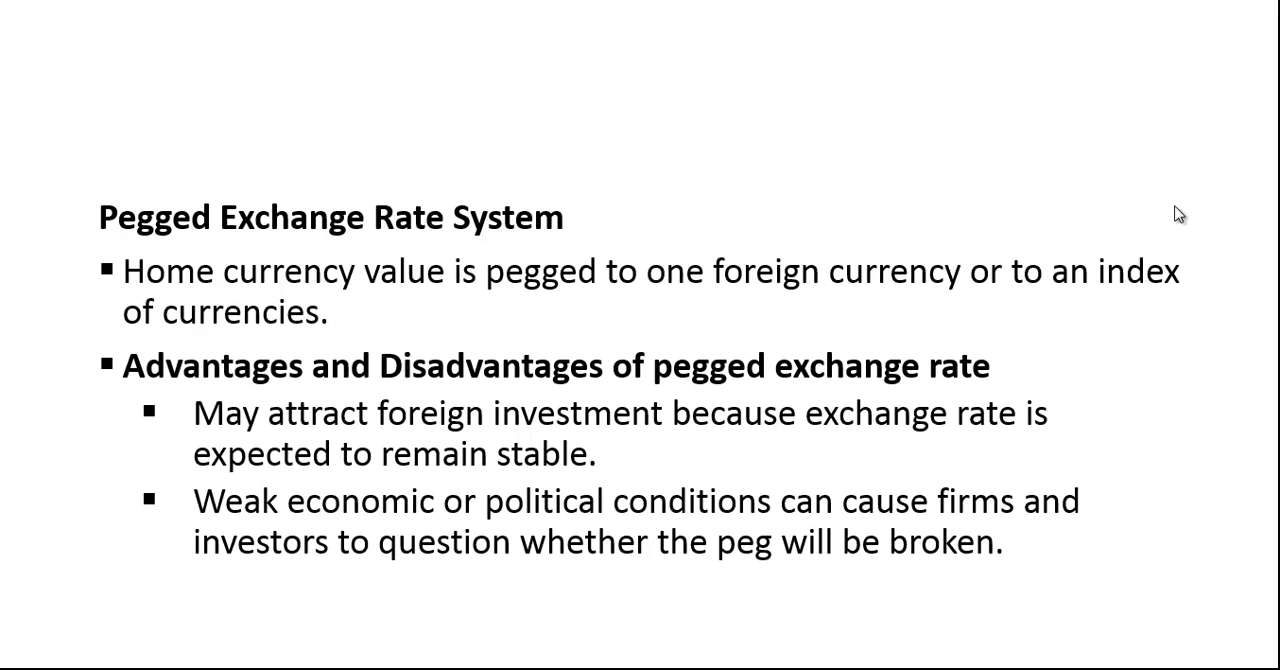 Pegged Exchange Rate System
▪ Home currency value is pegged to one foreign currency or to an index
of currencies.
▪ Advantages and Disadvantages of pegged exchange rate
▪ May attract foreign investment because exchange rate is
expected to remain stable.
▪ Weak economic or political conditions can cause firms and
investors to question whether the peg will be broken.